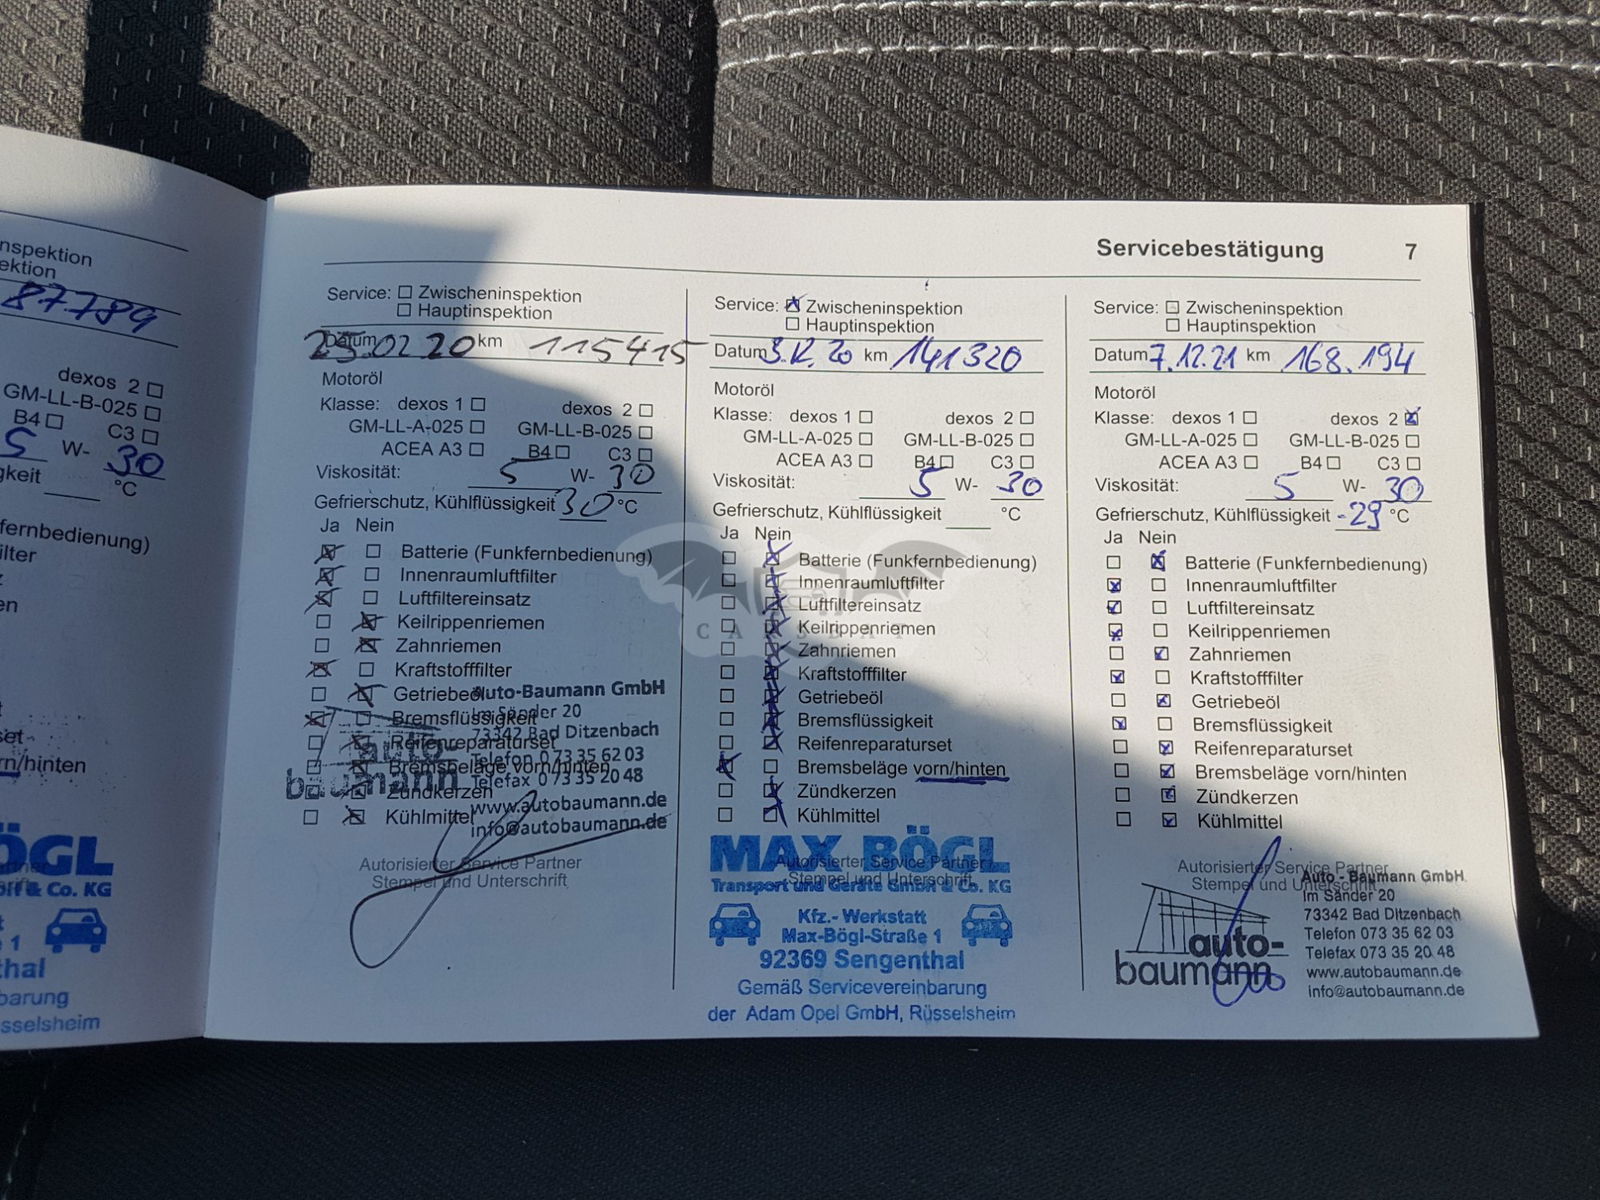 nspektion
ektion
87789
dexos 2 ☐
GM-LL-B-025 ☐
B4 ☐ C3 ☐
5 W- 30
gkeit °C
fernbedienung)
ilter
en
set
rn/hinten
ÖGL
& Co. KG
1
thal
barung
sselsheim
Servicebestätigung 7
Service: ☐ Zwischeninspektion
☐ Hauptinspektion
Datum 25.02 20 km 115415
Motoröl
Klasse: dexos 1 ☐ dexos 2 ☐
GM-LL-A-025 ☐ GM-LL-B-025 ☐
ACEA A3 ☐ B4 ☐ C3 ☐
Viskosität: 5 W- 30
Gefrierschutz, Kühlflüssigkeit 30 °C
Ja Nein
☒ ☐ Batterie (Funkfernbedienung)
☒ ☐ Innenraumluftfilter
☒ ☐ Luftfiltereinsatz
☐ ☒ Keilrippenriemen
☐ ☒ Zahnriemen
☒ ☐ Kraftstofffilter
☐ ☒ Getriebeöl
☒ ☐ Bremsflüssigkeit
☐ ☒ Reifenreparaturset
☐ ☒ Bremsbeläge vorn/hinten
☐ ☒ Zündkerzen
☐ ☒ Kühlmittel
Auto-Baumann GmbH
Im Sänder 20
73342 Bad Ditzenbach
Telefon 0 73 35 62 03
Telefax 0 73 35 20 48
www.autobaumann.de
info@autobaumann.de
auto-
baumann
Autorisierter Service Partner
Stempel und Unterschrift
Service: ☒ Zwischeninspektion
☐ Hauptinspektion
Datum 3.12.20 km 141320
Motoröl
Klasse: dexos 1 ☐ dexos 2 ☐
GM-LL-A-025 ☐ GM-LL-B-025 ☐
ACEA A3 ☐ B4 ☐ C3 ☐
Viskosität: 5 W- 30
Gefrierschutz, Kühlflüssigkeit °C
Ja Nein
☐ ☒ Batterie (Funkfernbedienung)
☐ ☒ Innenraumluftfilter
☐ ☒ Luftfiltereinsatz
☐ ☒ Keilrippenriemen
☐ ☒ Zahnriemen
☐ ☒ Kraftstofffilter
☐ ☒ Getriebeöl
☐ ☒ Bremsflüssigkeit
☐ ☒ Reifenreparaturset
☒ ☐ Bremsbeläge vorn/hinten
☐ ☒ Zündkerzen
☐ ☒ Kühlmittel
Autorisierter Service Partner
Stempel und Unterschrift
MAX BÖGL
Transport und Geräte GmbH & Co. KG
Kfz.-Werkstatt
Max-Bögl-Straße 1
92369 Sengenthal
Gemäß Servicevereinbarung
der Adam Opel GmbH, Rüsselsheim
Service: ☐ Zwischeninspektion
☐ Hauptinspektion
Datum 7.12.21 km 168.194
Motoröl
Klasse: dexos 1 ☐ dexos 2 ☒
GM-LL-A-025 ☐ GM-LL-B-025 ☐
ACEA A3 ☐ B4 ☐ C3 ☐
Viskosität: 5 W- 30
Gefrierschutz, Kühlflüssigkeit -29 °C
Ja Nein
☐ ☒ Batterie (Funkfernbedienung)
☒ ☐ Innenraumluftfilter
☒ ☐ Luftfiltereinsatz
☒ ☐ Keilrippenriemen
☐ ☒ Zahnriemen
☒ ☐ Kraftstofffilter
☐ ☒ Getriebeöl
☒ ☐ Bremsflüssigkeit
☐ ☒ Reifenreparaturset
☐ ☒ Bremsbeläge vorn/hinten
☐ ☒ Zündkerzen
☐ ☒ Kühlmittel
Autorisierter Service Partner
Stempel und Unterschrift
auto-
baumann
Auto - Baumann GmbH
Im Sänder 20
73342 Bad Ditzenbach
Telefon 073 35 62 03
Telefax 073 35 20 48
www.autobaumann.de
info@autobaumann.de